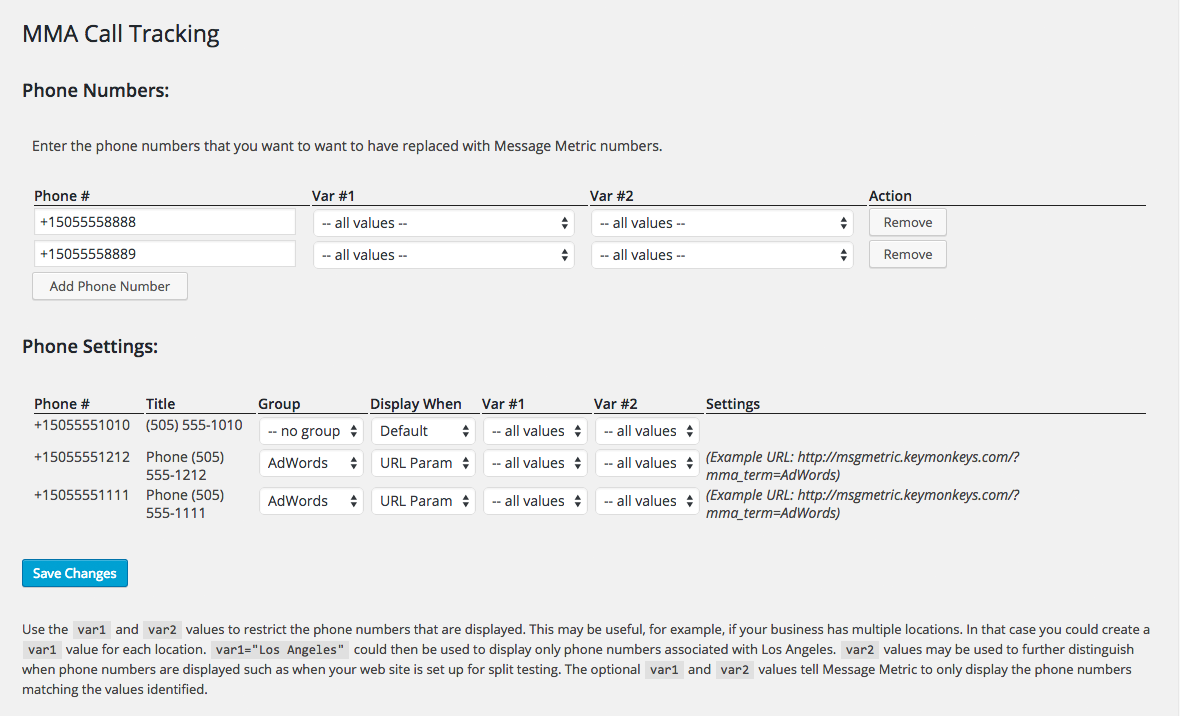 MMA Call Tracking
Phone Numbers:
Enter the phone numbers that you want to want to have replaced with Message Metric numbers.
Phone # Var #1 Var #2 Action
+15055558888 -- all values -- -- all values -- Remove
+15055558889 -- all values -- -- all values -- Remove
Add Phone Number
Phone Settings:
Phone # Title Group Display When Var #1 Var #2 Settings
+15055551010 (505) 555-1010 -- no group Default -- all values -- all values
+15055551212 Phone (505) AdWords URL Param -- all values -- all values (Example URL: http://msgmetric.keymonkeys.com/?
555-1212 mma_term=AdWords)
+15055551111 Phone (505) AdWords URL Param -- all values -- all values (Example URL: http://msgmetric.keymonkeys.com/?
555-1111 mma_term=AdWords)
Save Changes
Use the var1 and var2 values to restrict the phone numbers that are displayed. This may be useful, for example, if your business has multiple locations. In that case you could create a
var1 value for each location. var1="Los Angeles" could then be used to display only phone numbers associated with Los Angeles. var2 values may be used to further distinguish
when phone numbers are displayed such as when your web site is set up for split testing. The optional var1 and var2 values tell Message Metric to only display the phone numbers
matching the values identified.